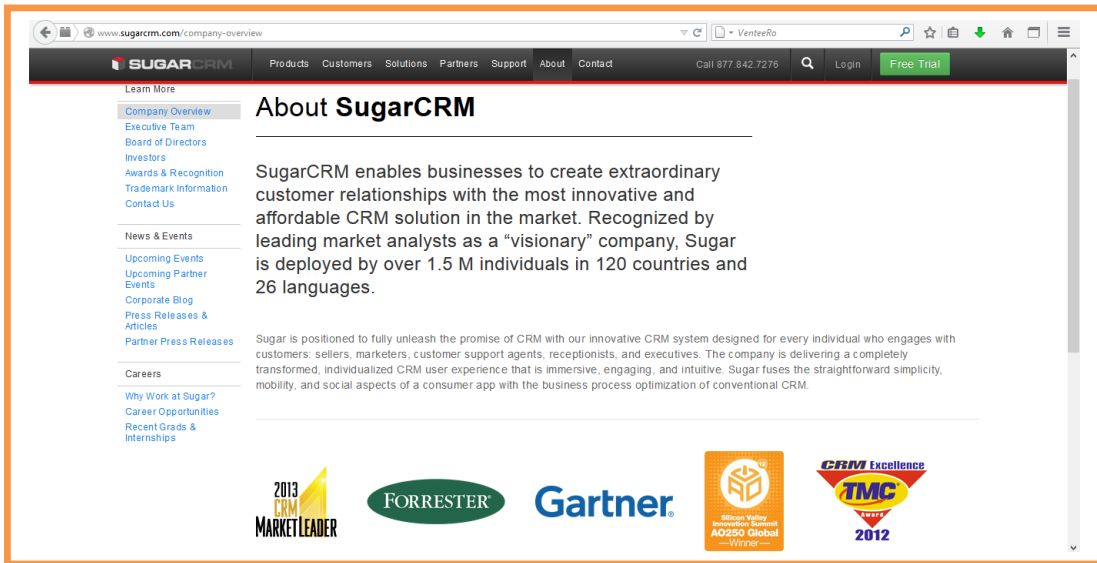 www.sugarcrm.com/company-overview
VenteeRo
SUGARCRM
Products Customers Solutions Partners Support About Contact
Call 877.842.7276
Login
Free Trial
Learn More
Company Overview
Executive Team
Board of Directors
Investors
Awards & Recognition
Trademark Information
Contact Us
News & Events
Upcoming Events
Upcoming Partner
Events
Corporate Blog
Press Releases &
Articles
Partner Press Releases
Careers
Why Work at Sugar?
Career Opportunities
Recent Grads &
Internships
About SugarCRM
SugarCRM enables businesses to create extraordinary
customer relationships with the most innovative and
affordable CRM solution in the market. Recognized by
leading market analysts as a “visionary” company, Sugar
is deployed by over 1.5 M individuals in 120 countries and
26 languages.
Sugar is positioned to fully unleash the promise of CRM with our innovative CRM system designed for every individual who engages with
customers: sellers, marketers, customer support agents, receptionists, and executives. The company is delivering a completely
transformed, individualized CRM user experience that is immersive, engaging, and intuitive. Sugar fuses the straightforward simplicity,
mobility, and social aspects of a consumer app with the business process optimization of conventional CRM.
2013
CRM
MARKET LEADER
FORRESTER®
Gartner®
Silicon Valley
Innovation Summit
AO250 Global
—Winner—
CRM Excellence
TMC
Award
2012